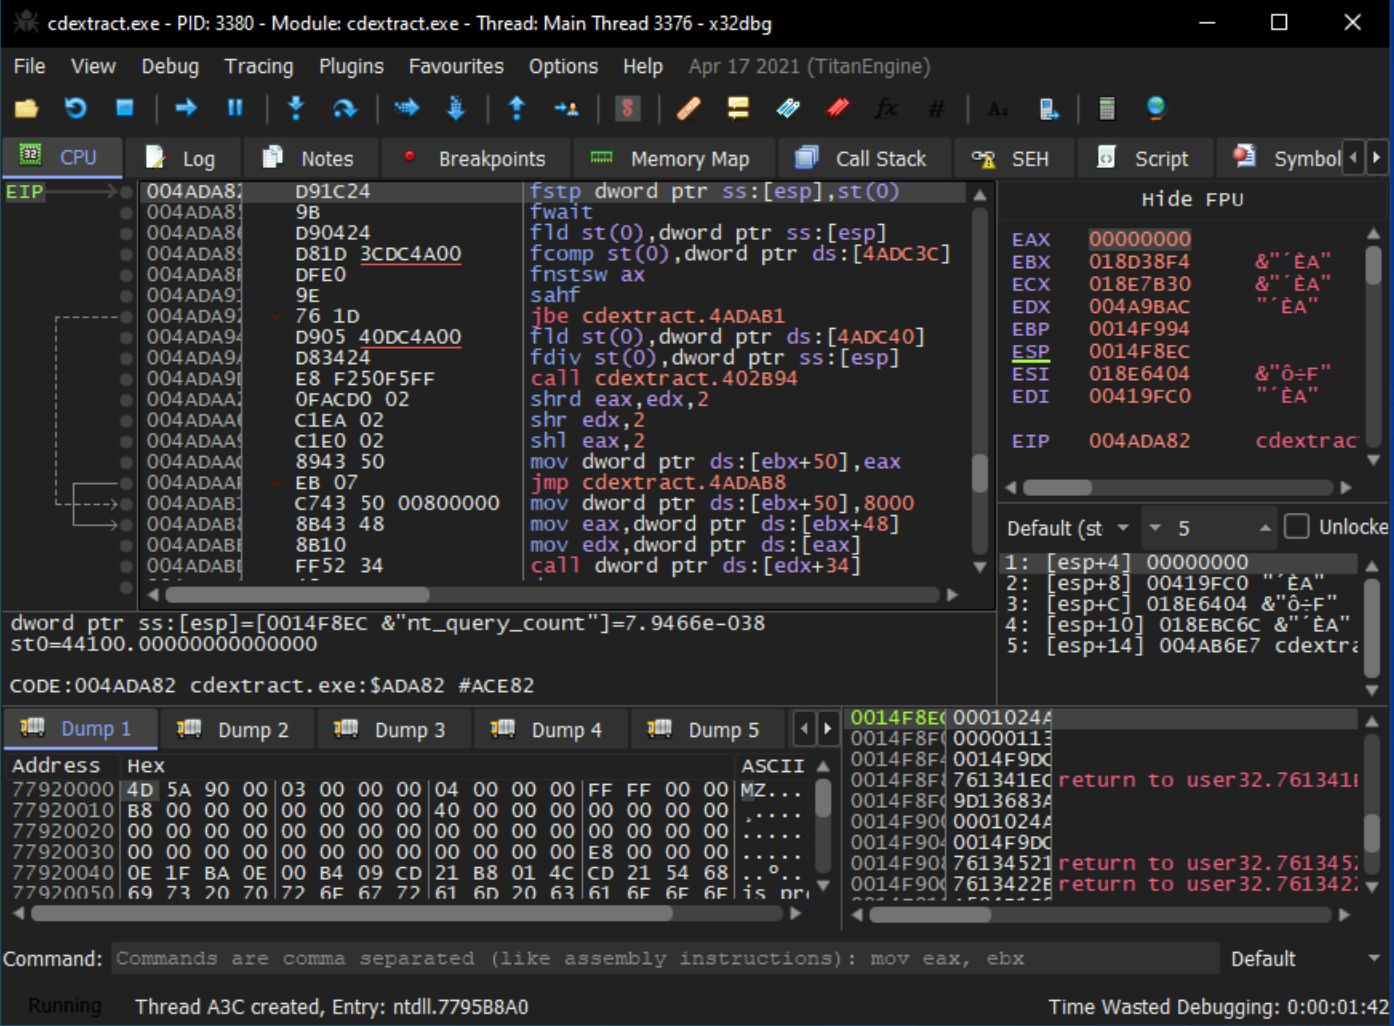 cdextract.exe - PID: 3380 - Module: cdextract.exe - Thread: Main Thread 3376 - x32dbg
File View Debug Tracing Plugins Favourites Options Help Apr 17 2021 (TitanEngine)
CPU Log Notes Breakpoints Memory Map Call Stack SEH Script Symbol
EIP
004ADA82 D91C24 fstp dword ptr ss:[esp],st(0)
004ADA8 9B fwait
004ADA86 D90424 fld st(0),dword ptr ss:[esp]
004ADA89 D81D 3CDC4A00 fcomp st(0),dword ptr ds:[4ADC3C]
004ADA8F DFE0 fnstsw ax
004ADA91 9E sahf
004ADA92 76 1D jbe cdextract.4ADAB1
004ADA94 D905 40DC4A00 fld st(0),dword ptr ds:[4ADC40]
004ADA9A D83424 fdiv st(0),dword ptr ss:[esp]
004ADA9D E8 F250F5FF call cdextract.402B94
004ADAA2 0FACD0 02 shrd eax,edx,2
004ADAA6 C1EA 02 shr edx,2
004ADAA9 C1E0 02 shl eax,2
004ADAAC 8943 50 mov dword ptr ds:[ebx+50],eax
004ADAAF EB 07 jmp cdextract.4ADAB8
004ADAB1 C743 50 00800000 mov dword ptr ds:[ebx+50],8000
004ADAB8 8B43 48 mov eax,dword ptr ds:[ebx+48]
004ADABB 8B10 mov edx,dword ptr ds:[eax]
004ADABD FF52 34 call dword ptr ds:[edx+34]
Hide FPU
EAX 00000000
EBX 018D38F4 &"´ÈA"
ECX 018E7B30 &"´ÈA"
EDX 004A9BAC "´ÈA"
EBP 0014F994
ESP 0014F8EC
ESI 018E6404 &"ô÷F"
EDI 00419FC0 "´ÈA"
EIP 004ADA82 cdextrac
Default (st 5 Unlocke
1: [esp+4] 00000000
2: [esp+8] 00419FC0 "´ÈA"
3: [esp+C] 018E6404 &"ô÷F"
4: [esp+10] 018EBC6C &"´ÈA"
5: [esp+14] 004AB6E7 cdextra
dword ptr ss:[esp]=[0014F8EC &"nt_query_count"]=7.9466e-038
st0=44100.00000000000000
CODE:004ADA82 cdextract.exe:$ADA82 #ACE82
Dump 1 Dump 2 Dump 3 Dump 4 Dump 5
Address Hex ASCII
77920000 4D 5A 90 00 03 00 00 00 04 00 00 00 FF FF 00 00 MZ....
77920010 B8 00 00 00 00 00 00 00 40 00 00 00 00 00 00 00 ¸.....
77920020 00 00 00 00 00 00 00 00 00 00 00 00 00 00 00 00 ......
77920030 00 00 00 00 00 00 00 00 00 00 00 00 E8 00 00 00 ......
77920040 0E 1F BA 0E 00 B4 09 CD 21 B8 01 4C CD 21 54 68 ..º...
77920050 69 73 20 70 72 6F 67 72 61 6D 20 63 61 6E 6E 6F is pro
0014F8EC 0001024A
0014F8F0 00000113
0014F8F4 0014F9DC
0014F8F8 761341EC return to user32.761341E
0014F8FC 9D13683A
0014F900 0001024A
0014F904 0014F9DC
0014F908 76134521 return to user32.7613452
0014F90C 7613422B return to user32.7613422
Command: Commands are comma separated (like assembly instructions): mov eax, ebx Default
Running Thread A3C created, Entry: ntdll.7795B8A0 Time Wasted Debugging: 0:00:01:42